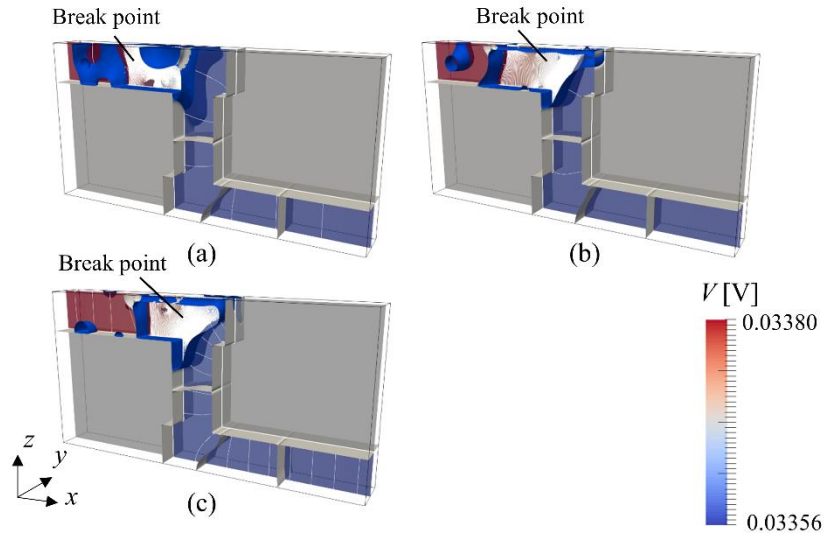 Break point
Break point
(a)
(b)
Break point
V [V]
0.03380
z
y
x
(c)
0.03356